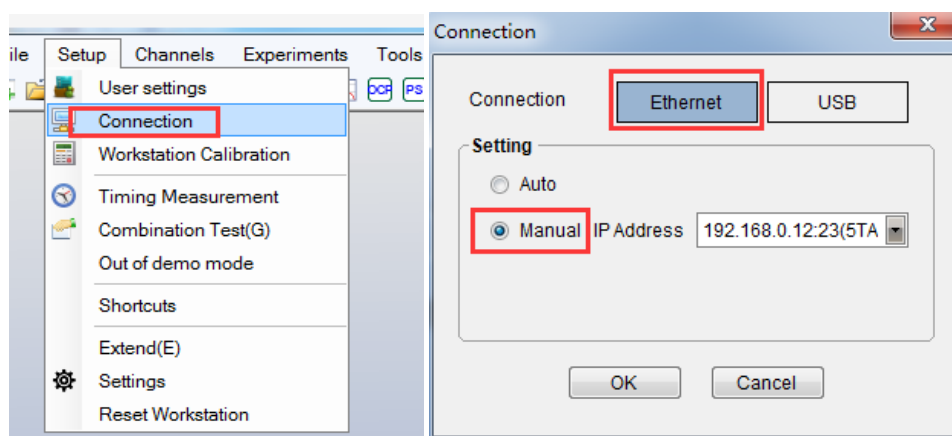 ile Setup Channels Experiments Tools
OCP PS
User settings
Connection
Workstation Calibration
Timing Measurement
Combination Test(G)
Out of demo mode
Shortcuts
Extend(E)
Settings
Reset Workstation
Connection
Connection Ethernet USB
Setting
Auto
Manual IP Address 192.168.0.12:23(5TA
OK Cancel